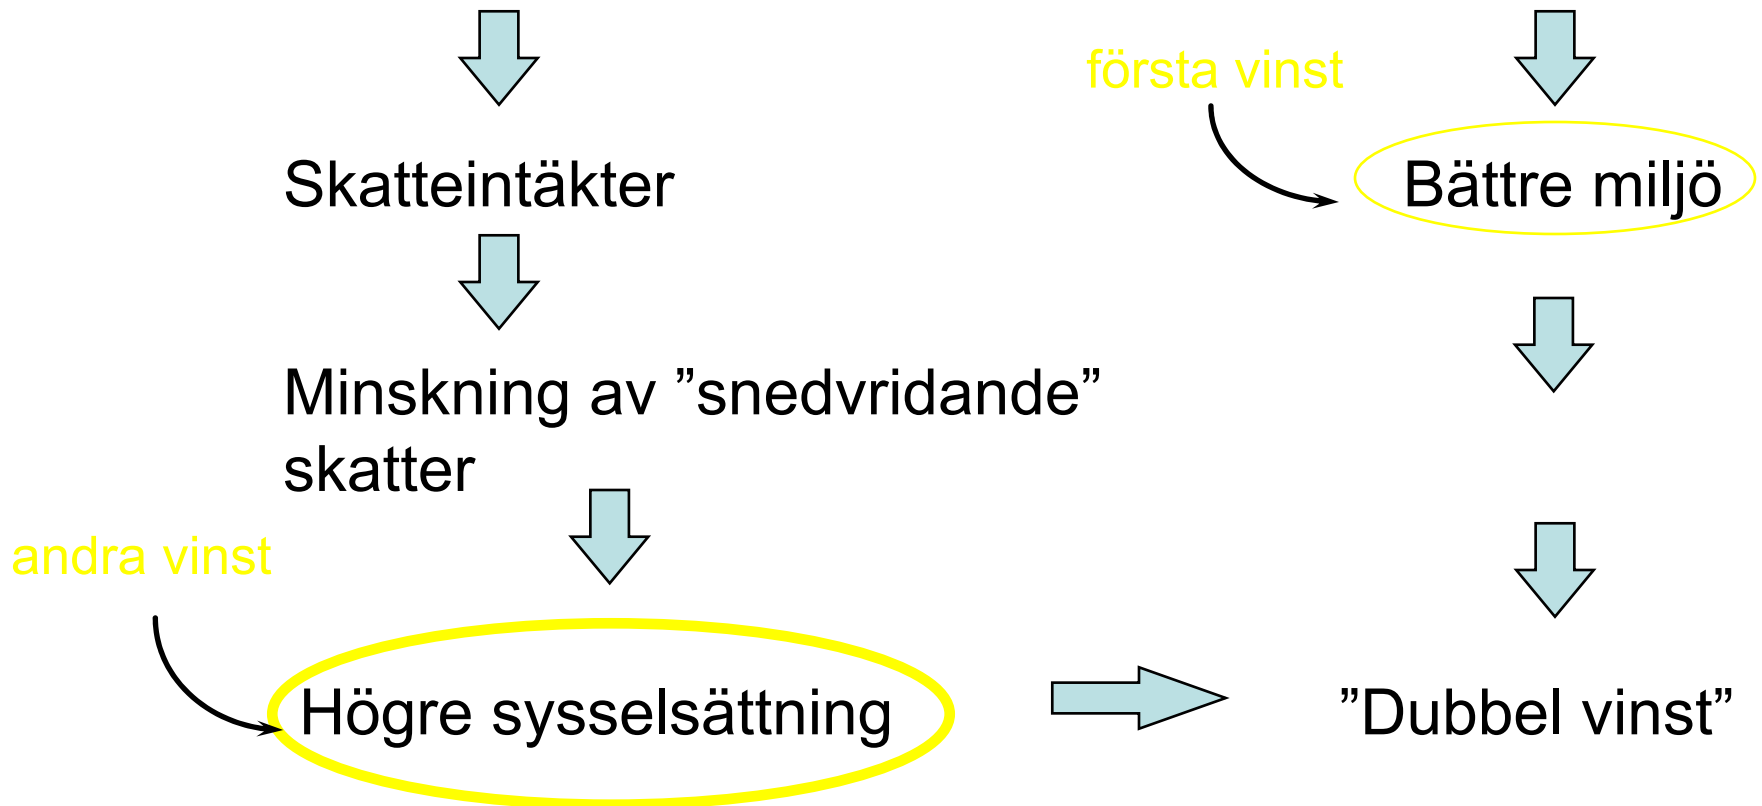 första vinst
Skatteintäkter
Bättre miljö
Minskning av ”snedvridande”
skatter
andra vinst
Högre sysselsättning
”Dubbel vinst”